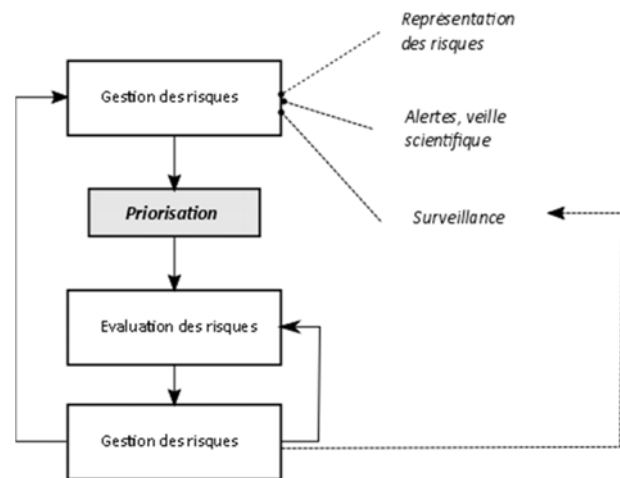 Représentation
des risques
Gestion des risques
Alertes, veille
scientifique
Priorisation
Surveillance
Evaluation des risques
Gestion des risques